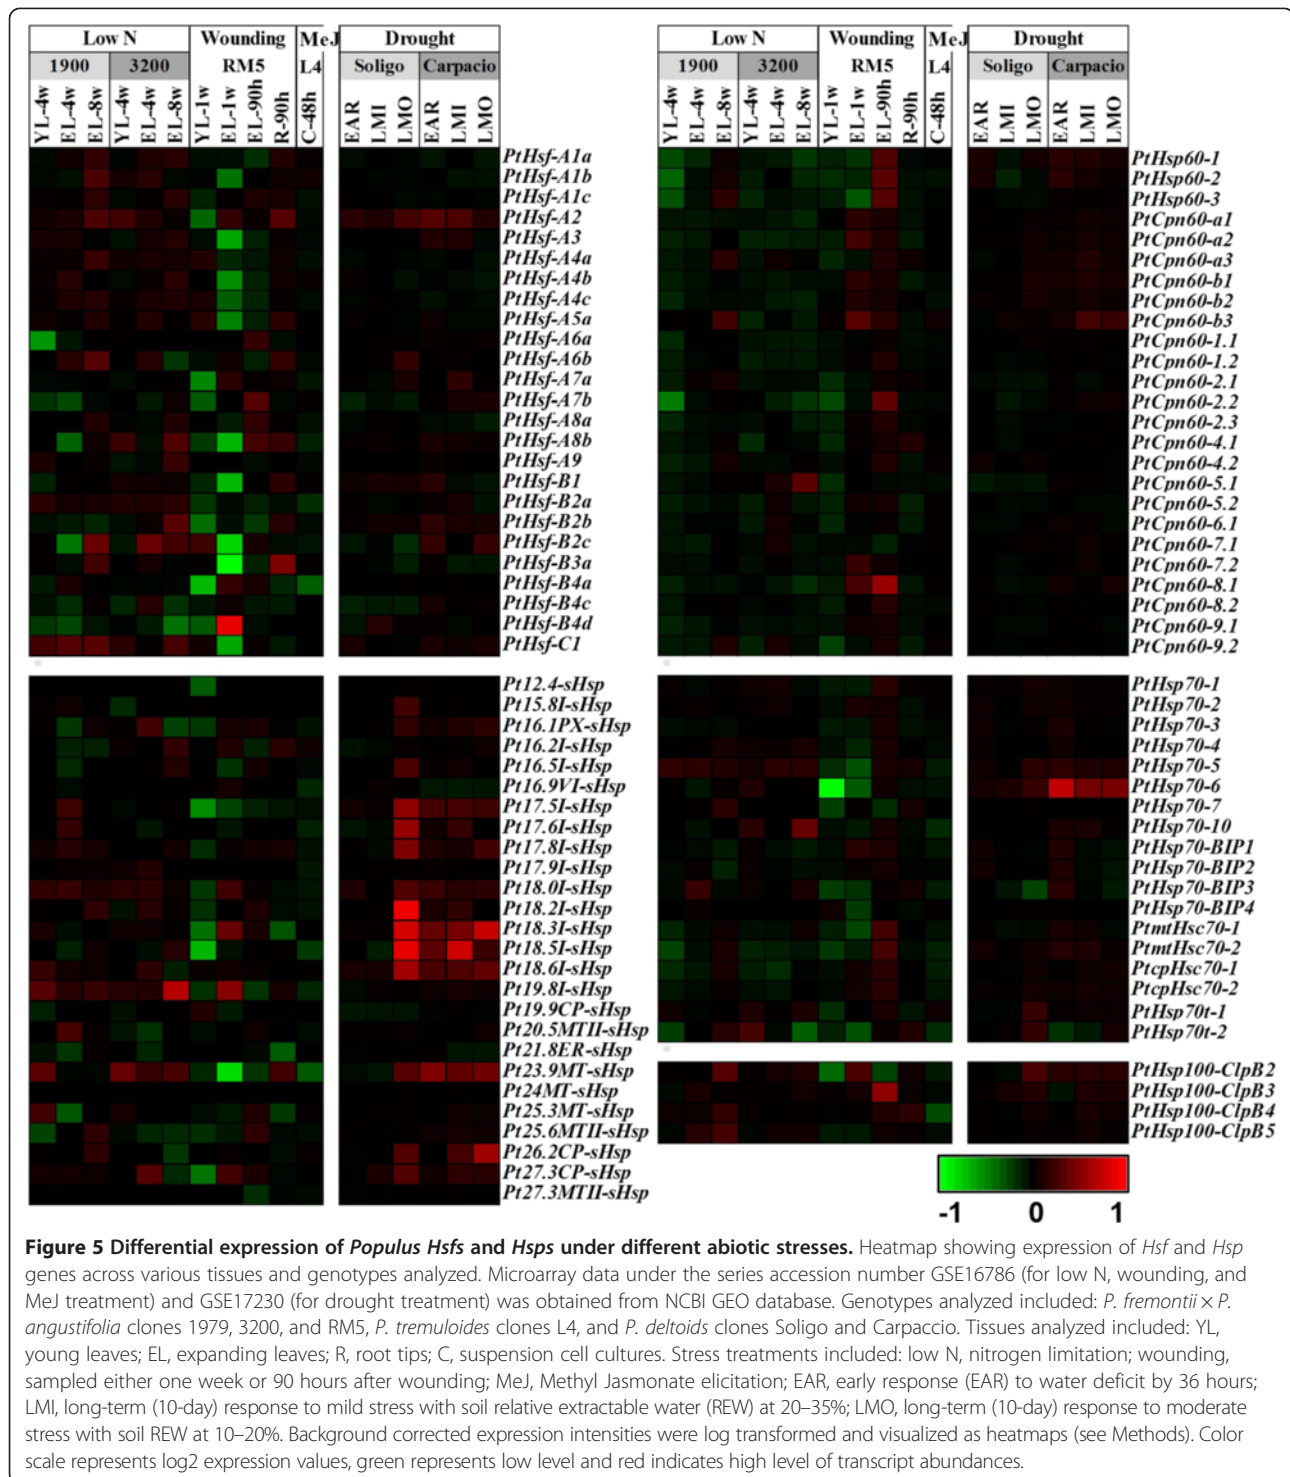 Low N Wounding MeJ Drought
1900 3200 RM5 L4 Soligo Carpacio
YL-4w EL-4w EL-8w YL-4w EL-4w EL-8w YL-1w EL-1w EL-90h R-90h C-48h EAR LMI LMO EAR LMI LMO
PtHsf-A1a
PtHsf-A1b
PtHsf-A1c
PtHsf-A2
PtHsf-A3
PtHsf-A4a
PtHsf-A4b
PtHsf-A4c
PtHsf-A5a
PtHsf-A6a
PtHsf-A6b
PtHsf-A7a
PtHsf-A7b
PtHsf-A8a
PtHsf-A8b
PtHsf-A9
PtHsf-B1
PtHsf-B2a
PtHsf-B2b
PtHsf-B2c
PtHsf-B3a
PtHsf-B4a
PtHsf-B4c
PtHsf-B4d
PtHsf-C1
*
Pt12.4-sHsp
Pt15.8I-sHsp
Pt16.1PX-sHsp
Pt16.2I-sHsp
Pt16.5I-sHsp
Pt16.9VI-sHsp
Pt17.5I-sHsp
Pt17.6I-sHsp
Pt17.8I-sHsp
Pt17.9I-sHsp
Pt18.0I-sHsp
Pt18.2I-sHsp
Pt18.3I-sHsp
Pt18.5I-sHsp
Pt18.6I-sHsp
Pt19.8I-sHsp
Pt19.9CP-sHsp
Pt20.5MTII-sHsp
Pt21.8ER-sHsp
Pt23.9MT-sHsp
Pt24MT-sHsp
Pt25.3MT-sHsp
Pt25.6MTII-sHsp
Pt26.2CP-sHsp
Pt27.3CP-sHsp
Pt27.3MTII-sHsp
Low N Wounding MeJ Drought
1900 3200 RM5 L4 Soligo Carpacio
YL-4w EL-4w EL-8w YL-4w EL-4w EL-8w YL-1w EL-1w EL-90h R-90h C-48h EAR LMI LMO EAR LMI LMO
PtHsp60-1
PtHsp60-2
PtHsp60-3
PtCpn60-a1
PtCpn60-a2
PtCpn60-a3
PtCpn60-b1
PtCpn60-b2
PtCpn60-b3
PtCpn60-1.1
PtCpn60-1.2
PtCpn60-2.1
PtCpn60-2.2
PtCpn60-2.3
PtCpn60-4.1
PtCpn60-4.2
PtCpn60-5.1
PtCpn60-5.2
PtCpn60-6.1
PtCpn60-7.1
PtCpn60-7.2
PtCpn60-8.1
PtCpn60-8.2
PtCpn60-9.1
PtCpn60-9.2
*
PtHsp70-1
PtHsp70-2
PtHsp70-3
PtHsp70-4
PtHsp70-5
PtHsp70-6
PtHsp70-7
PtHsp70-10
PtHsp70-BIP1
PtHsp70-BIP2
PtHsp70-BIP3
PtHsp70-BIP4
PtmtHsc70-1
PtmtHsc70-2
PtcpHsc70-1
PtcpHsc70-2
PtHsp70t-1
PtHsp70t-2
*
PtHsp100-ClpB2
PtHsp100-ClpB3
PtHsp100-ClpB4
PtHsp100-ClpB5
-1 0 1
Figure 5 Differential expression of Populus Hsfs and Hsps under different abiotic stresses. Heatmap showing expression of Hsf and Hsp
genes across various tissues and genotypes analyzed. Microarray data under the series accession number GSE16786 (for low N, wounding, and
MeJ treatment) and GSE17230 (for drought treatment) was obtained from NCBI GEO database. Genotypes analyzed included: P. fremontii × P.
angustifolia clones 1979, 3200, and RM5, P. tremuloides clones L4, and P. deltoids clones Soligo and Carpaccio. Tissues analyzed included: YL,
young leaves; EL, expanding leaves; R, root tips; C, suspension cell cultures. Stress treatments included: low N, nitrogen limitation; wounding,
sampled either one week or 90 hours after wounding; MeJ, Methyl Jasmonate elicitation; EAR, early response (EAR) to water deficit by 36 hours;
LMI, long-term (10-day) response to mild stress with soil relative extractable water (REW) at 20–35%; LMO, long-term (10-day) response to moderate
stress with soil REW at 10–20%. Background corrected expression intensities were log transformed and visualized as heatmaps (see Methods). Color
scale represents log2 expression values, green represents low level and red indicates high level of transcript abundances.